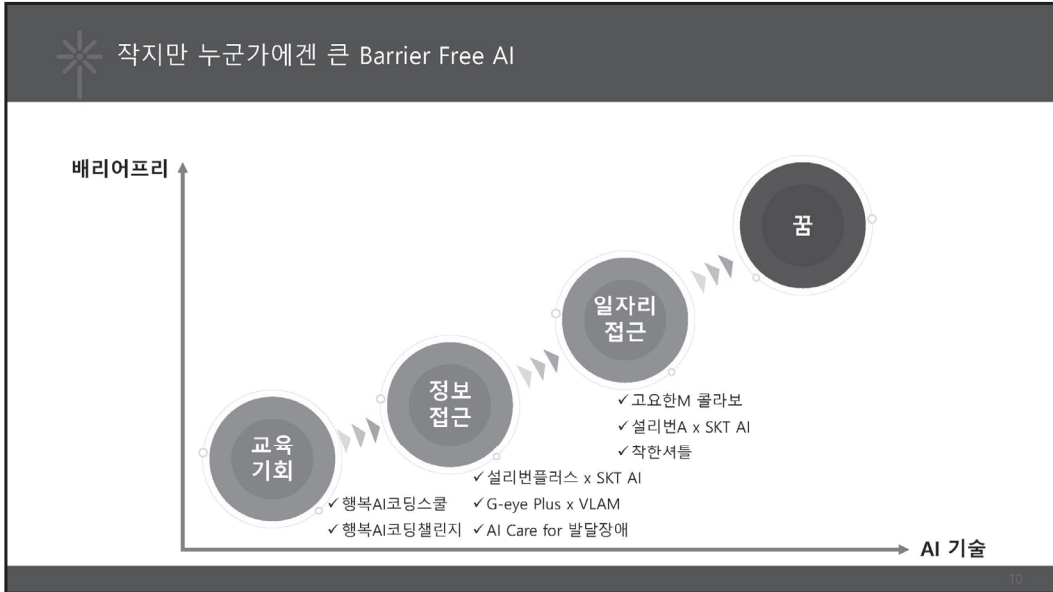 작지만 누군가에겐 큰 Barrier Free AI
배리어프리
꿈
일자리
접근
✓고요한M 콜라보
✓설리번A x SKT AI
✓착한셔틀
정보
접근
✓설리번플러스 x SKT AI
✓G-eye Plus x VLAM
✓AI Care for 발달장애
교육
기회
✓행복AI코딩스쿨
✓행복AI코딩챌린지
AI 기술
10